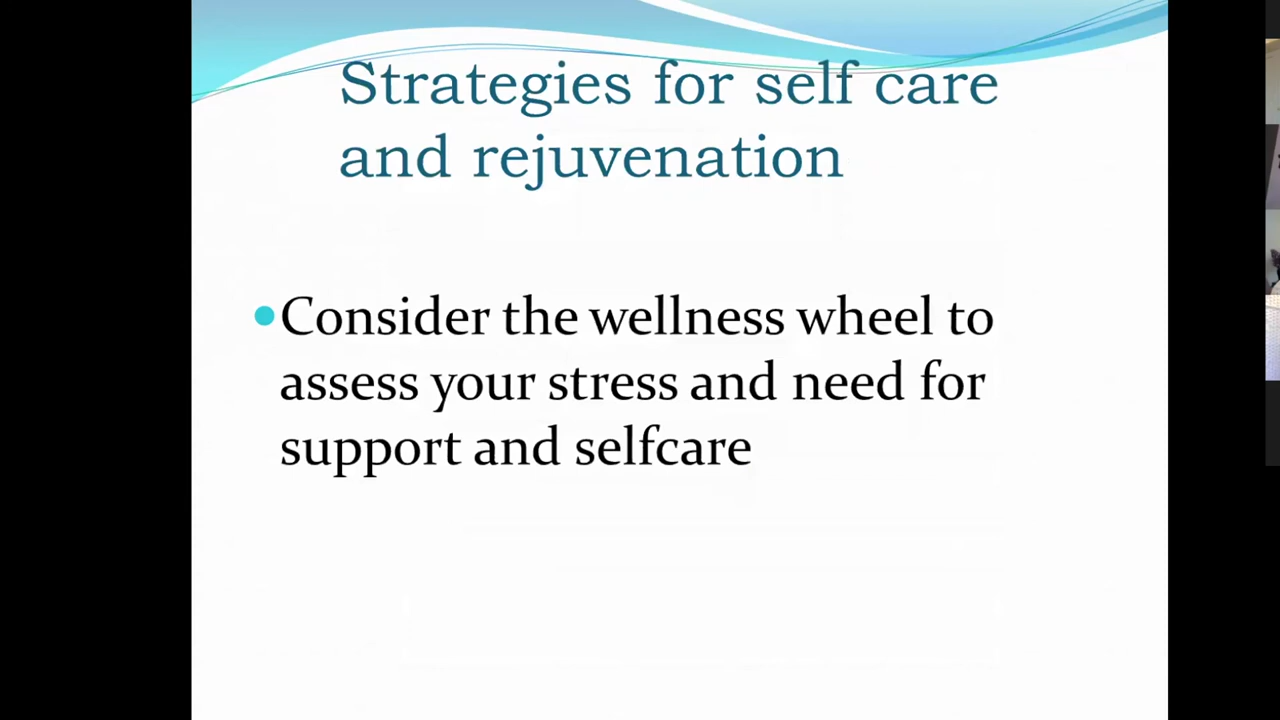 Strategies for self care
and rejuvenation
•Consider the wellness wheel to
assess your stress and need for
support and selfcare